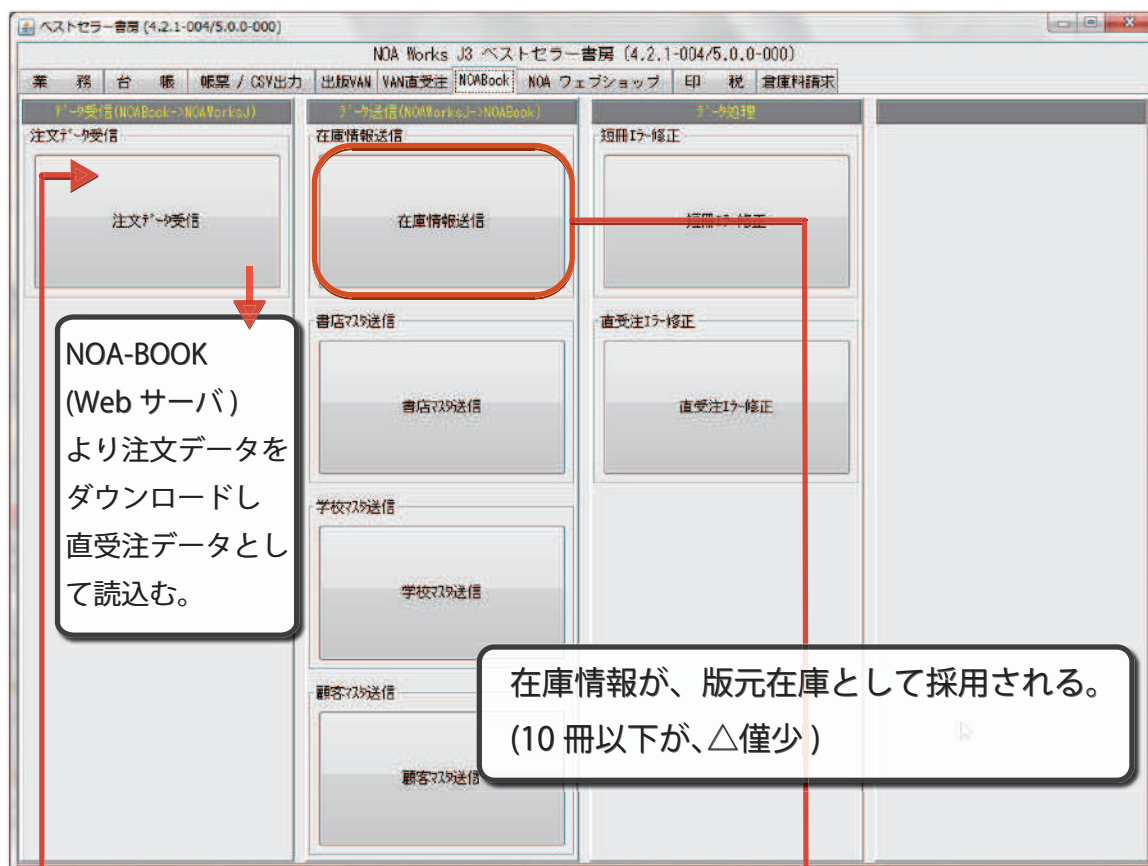 ベストセラー書房 (4.2.1-004/5.0.0-000)
NOA Works J3 ベストセラー書房 (4.2.1-004/5.0.0-000)
業 務 台 帳 帳票 / CSV出力 出版VAN VAN直受注 NOABook NOA ウェブショップ 印 税 倉庫料請求
ﾃﾞｰﾀ受信(NOABook->NOAWorksJ)
注文ﾃﾞｰﾀ受信
注文ﾃﾞｰﾀ受信
NOA-BOOK
(Web サーバ )
より注文データを
ダウンロードし
直受注データとし
て読込む。
ﾃﾞｰﾀ送信(NOAWorksJ->NOABook)
在庫情報送信
在庫情報送信
書店ﾏｽﾀ送信
書店ﾏｽﾀ送信
学校ﾏｽﾀ送信
学校ﾏｽﾀ送信
顧客ﾏｽﾀ送信
顧客ﾏｽﾀ送信
ﾃﾞｰﾀ処理
短冊ｴﾗｰ修正
短冊ｴﾗｰ修正
直受注ｴﾗｰ修正
直受注ｴﾗｰ修正
在庫情報が、版元在庫として採用される。
(10 冊以下が、△僅少 )